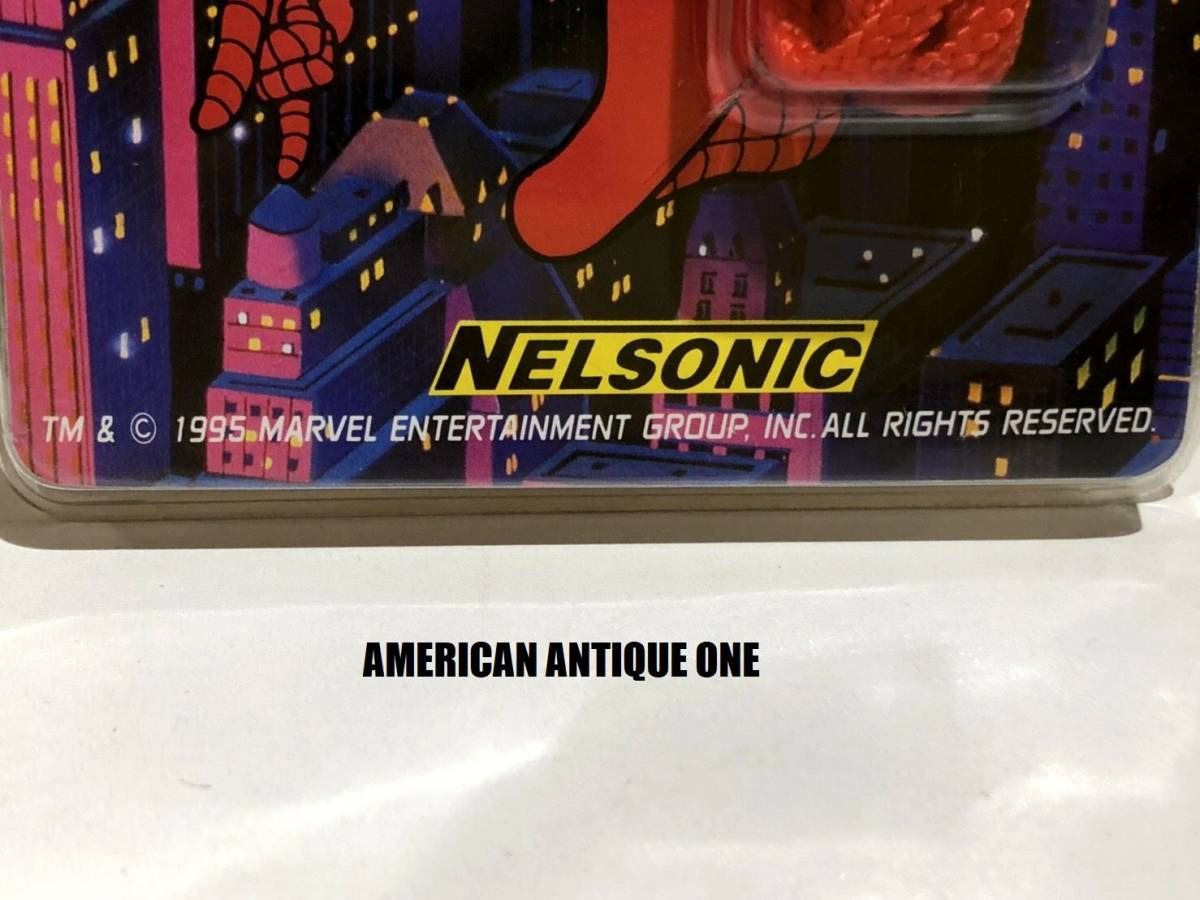 NELSONIC
TM & © 1995 MARVEL ENTERTAINMENT GROUP, INC. ALL RIGHTS RESERVED.
AMERICAN ANTIQUE ONE